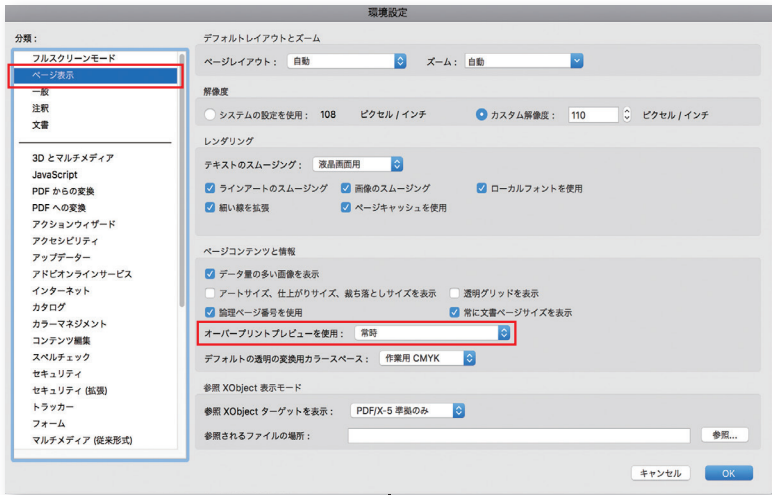 環境設定
分類：
フルスクリーンモード
ページ表示
一般
注釈
文書
3D とマルチメディア
JavaScript
PDF からの変換
PDF への変換
アクションウィザード
アクセシビリティ
アップデーター
アドビオンラインサービス
インターネット
カタログ
カラーマネジメント
コンテンツ編集
スペルチェック
セキュリティ
セキュリティ (拡張)
トラッカー
フォーム
マルチメディア (従来形式)
デフォルトレイアウトとズーム
ページレイアウト： 自動 ズーム： 自動
解像度
システムの設定を使用： 108 ピクセル / インチ カスタム解像度： 110 ピクセル / インチ
レンダリング
テキストのスムージング： 液晶画面用
ラインアートのスムージング 画像のスムージング ローカルフォントを使用
細い線を拡張 ページキャッシュを使用
ページコンテンツと情報
データ量の多い画像を表示
アートサイズ、仕上がりサイズ、裁ち落としサイズを表示 透明グリッドを表示
論理ページ番号を使用 常に文書ページサイズを表示
オーバープリントプレビューを使用： 常時
デフォルトの透明の変換用カラースペース： 作業用 CMYK
参照 XObject 表示モード
参照 XObject ターゲットを表示： PDF/X-5 準拠のみ
参照されるファイルの場所： 参照...
キャンセル OK